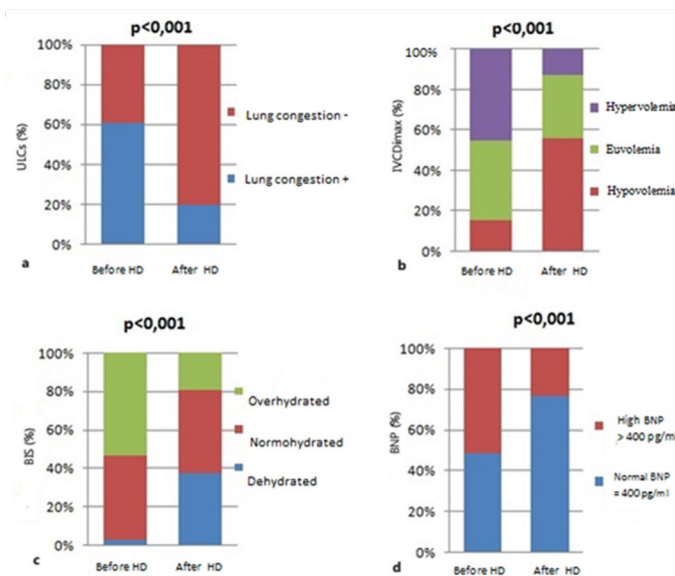 p<0,001
100%
80%
60%
40%
20%
0%
ULCs (%)
Before HD
After HD
Lung congestion -
Lung congestion +
a
p<0,001
100%
80%
60%
40%
20%
0%
IVCDimax (%)
Before HD
After HD
Hypervolemia
Euvolemia
Hypovolemia
b
p<0,001
100%
80%
60%
40%
20%
0%
BIS (%)
Before HD
After HD
Overhydrated
Normohydrated
Dehydrated
c
p<0,001
100%
80%
60%
40%
20%
0%
BNP (%)
Before HD
After HD
High BNP
> 400 pg/m
Normal BNP
= 400 pg/ml
d